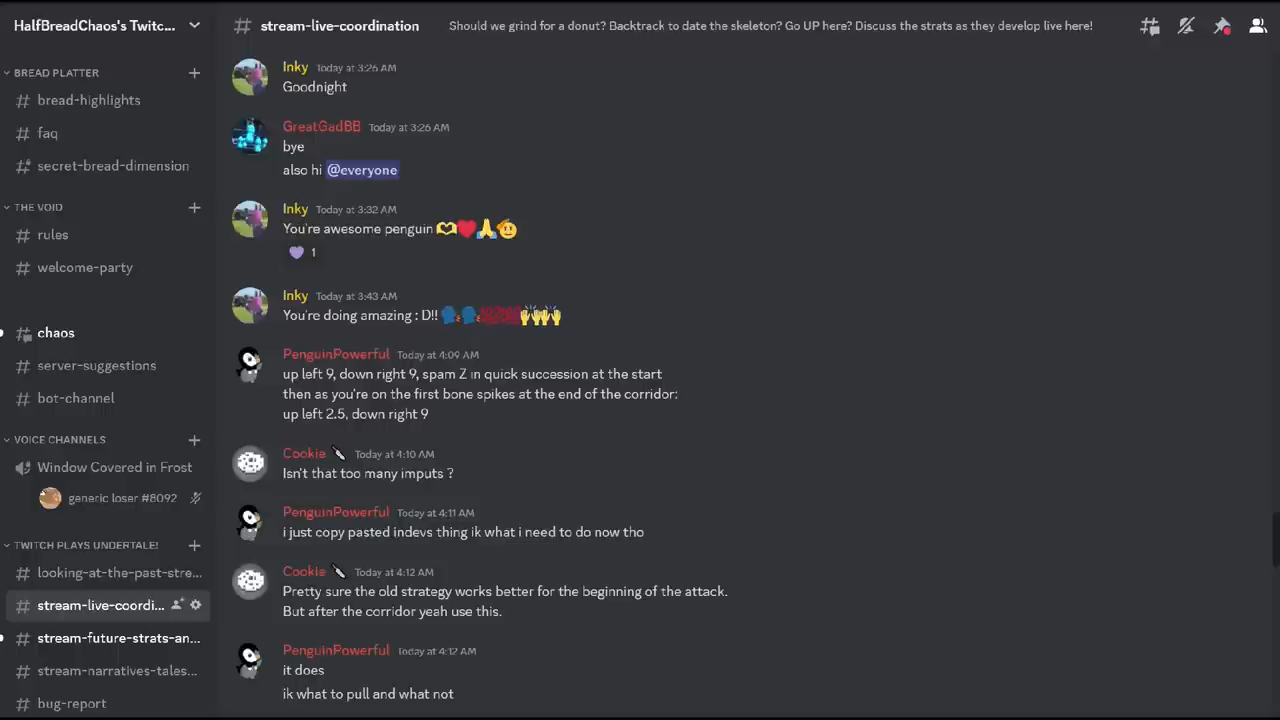 HalfBreadChaos's Twitc...
BREAD PLATTER
bread-highlights
faq
secret-bread-dimension
THE VOID
rules
welcome-party
chaos
server-suggestions
bot-channel
VOICE CHANNELS
Window Covered in Frost
generic loser #8092
TWITCH PLAYS UNDERTALE!
looking-at-the-past-stre...
stream-live-coordi...
stream-future-strats-an...
stream-narratives-tales...
bug-report
stream-live-coordination Should we grind for a donut? Backtrack to date the skeleton? Go UP here? Discuss the strats as they develop live here!
Inky Today at 3:26 AM
Goodnight
GreatGadBB Today at 3:26 AM
bye
also hi @everyone
Inky Today at 3:32 AM
You're awesome penguin
1
Inky Today at 3:43 AM
You're doing amazing : D!!
PenguinPowerful Today at 4:09 AM
up left 9, down right 9, spam Z in quick succession at the start
then as you're on the first bone spikes at the end of the corridor:
up left 2.5, down right 9
Cookie Today at 4:10 AM
Isn't that too many imputs ?
PenguinPowerful Today at 4:11 AM
i just copy pasted indevs thing ik what i need to do now tho
Cookie Today at 4:12 AM
Pretty sure the old strategy works better for the beginning of the attack.
But after the corridor yeah use this.
PenguinPowerful Today at 4:12 AM
it does
ik what to pull and what not